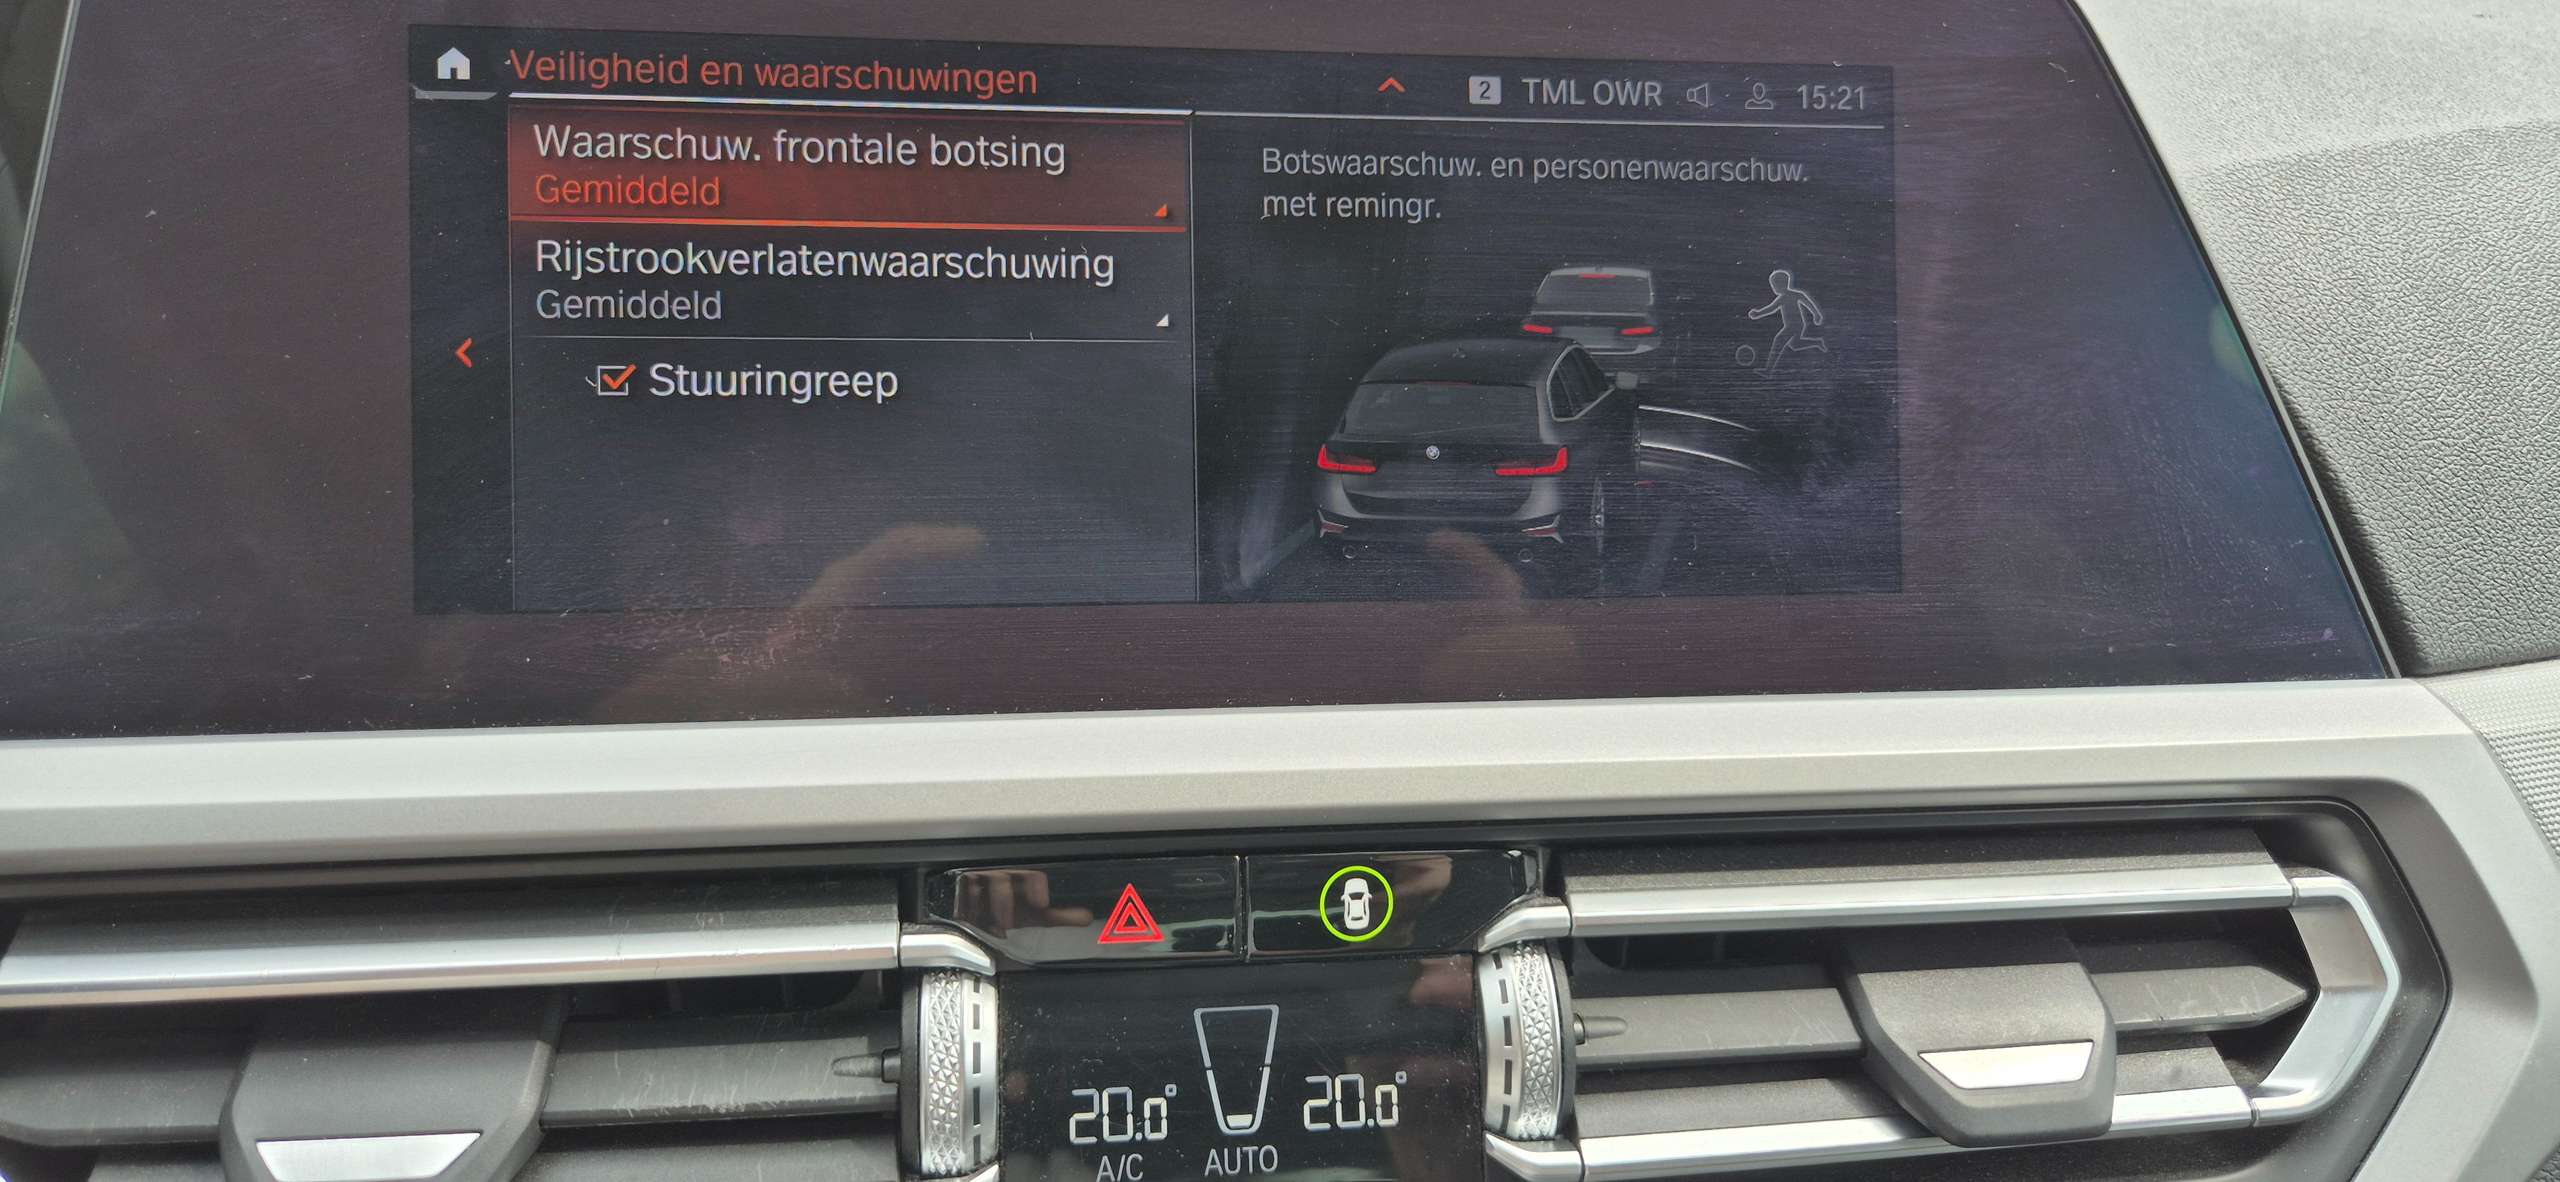 Veiligheid en waarschuwingen
2 TML OWR 15:21
Waarschuw. frontale botsing
Gemiddeld
Rijstrookverlatenwaarschuwing
Gemiddeld
Stuuringreep
Botswaarschuw. en personenwaarschuw.
met remingr.
20.0° 20.0°
A/C AUTO